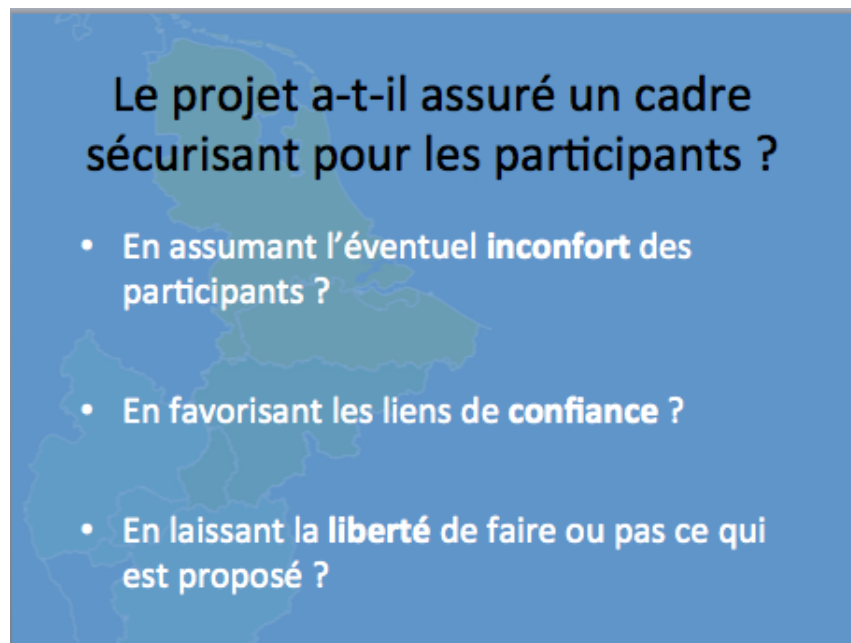 Le projet a-t-il assuré un cadre
sécurisant pour les participants ?
• En assumant l’éventuel inconfort des
participants ?
• En favorisant les liens de confiance ?
• En laissant la liberté de faire ou pas ce qui
est proposé ?